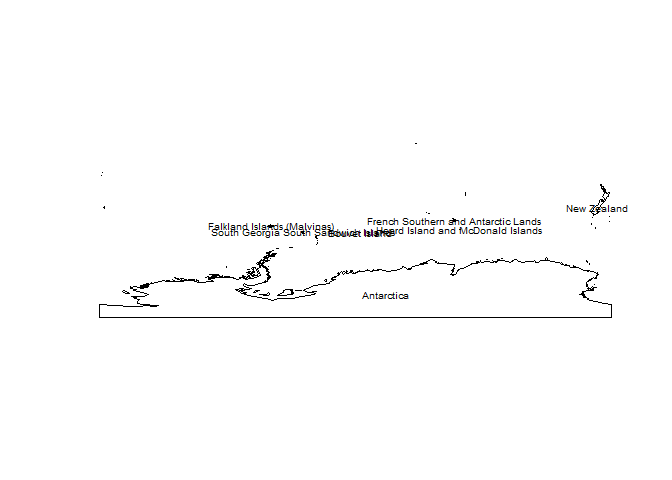 New Zealand
French Southern and Antarctic Lands
Falkland Islands (Malvinas)
Heard Island and McDonald Islands
South Georgia South Sandwich Islands
Bouvet Island
Antarctica